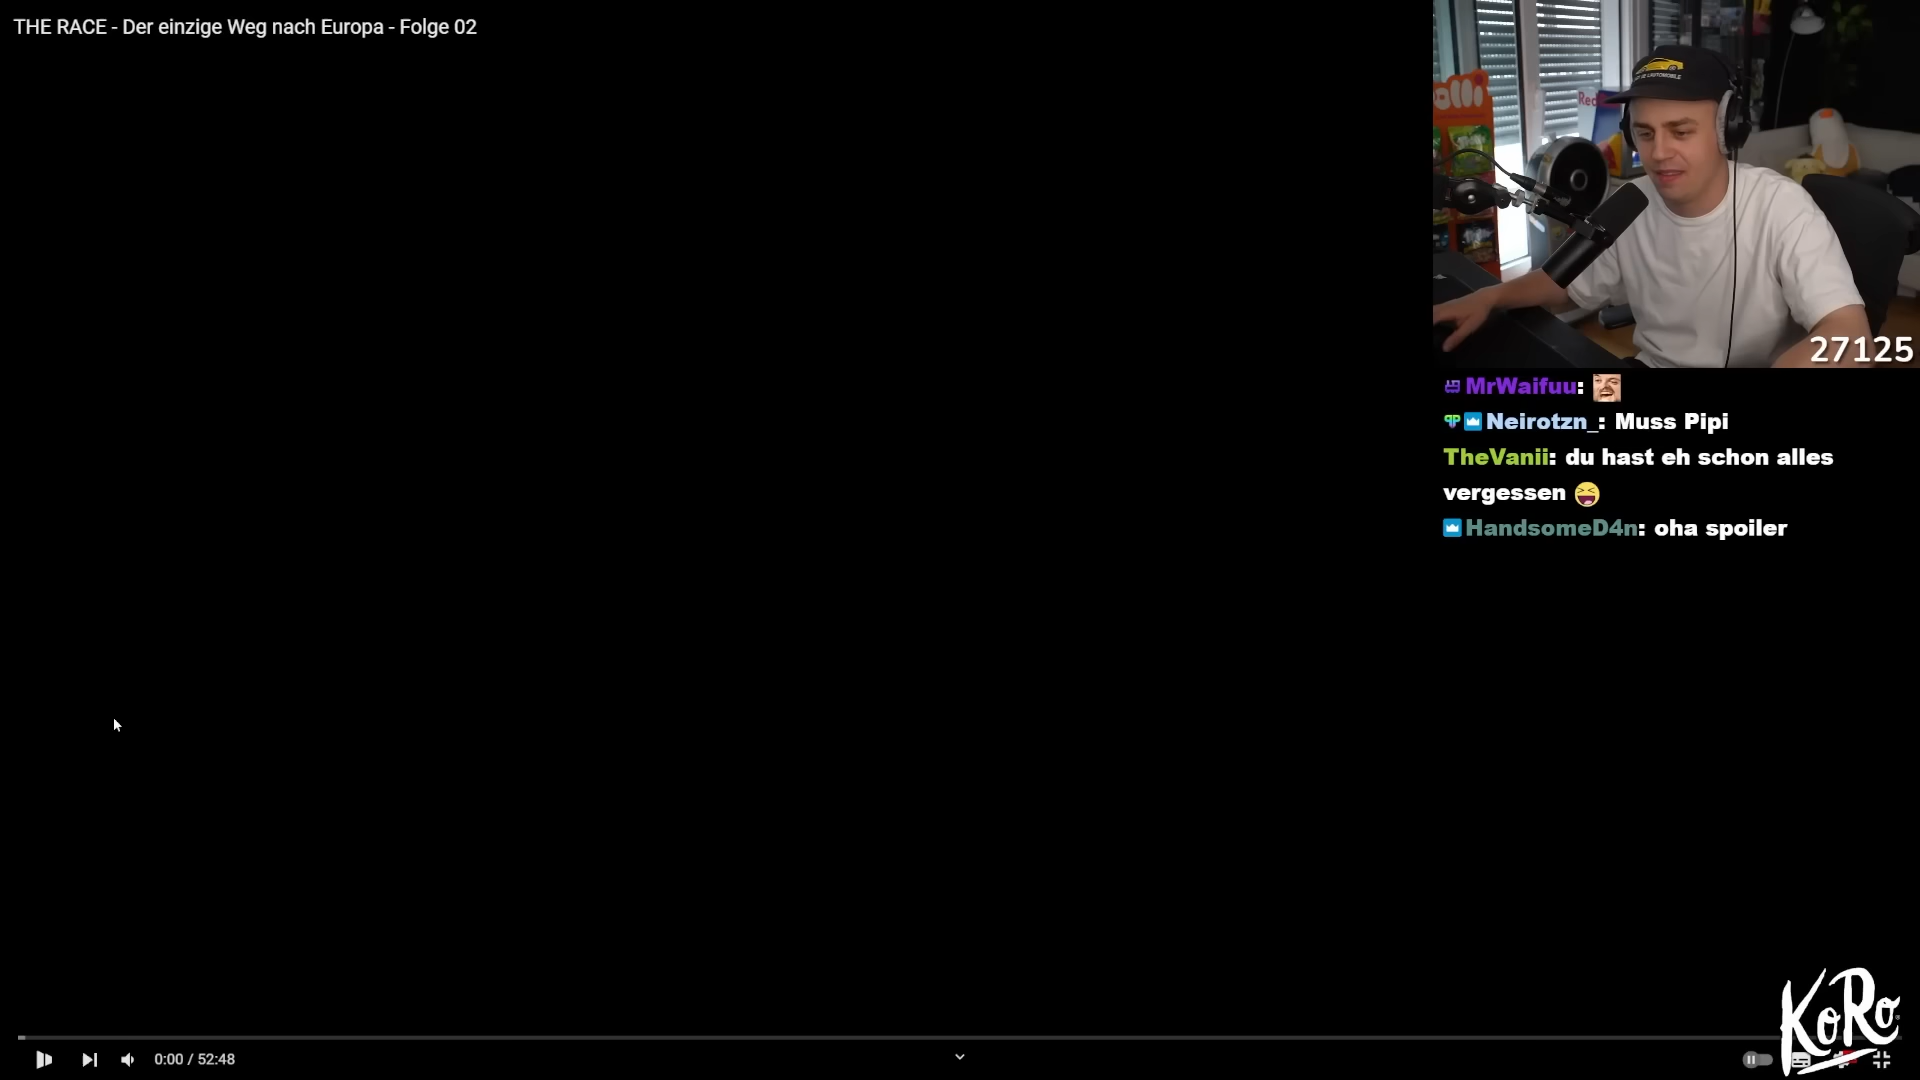 THE RACE - Der einzige Weg nach Europa - Folge 02
27125
MrWaifuu:
Neirotzn_: Muss Pipi
TheVanii: du hast eh schon alles
vergessen
HandsomeD4n: oha spoiler
KoRo
0:00 / 52:48